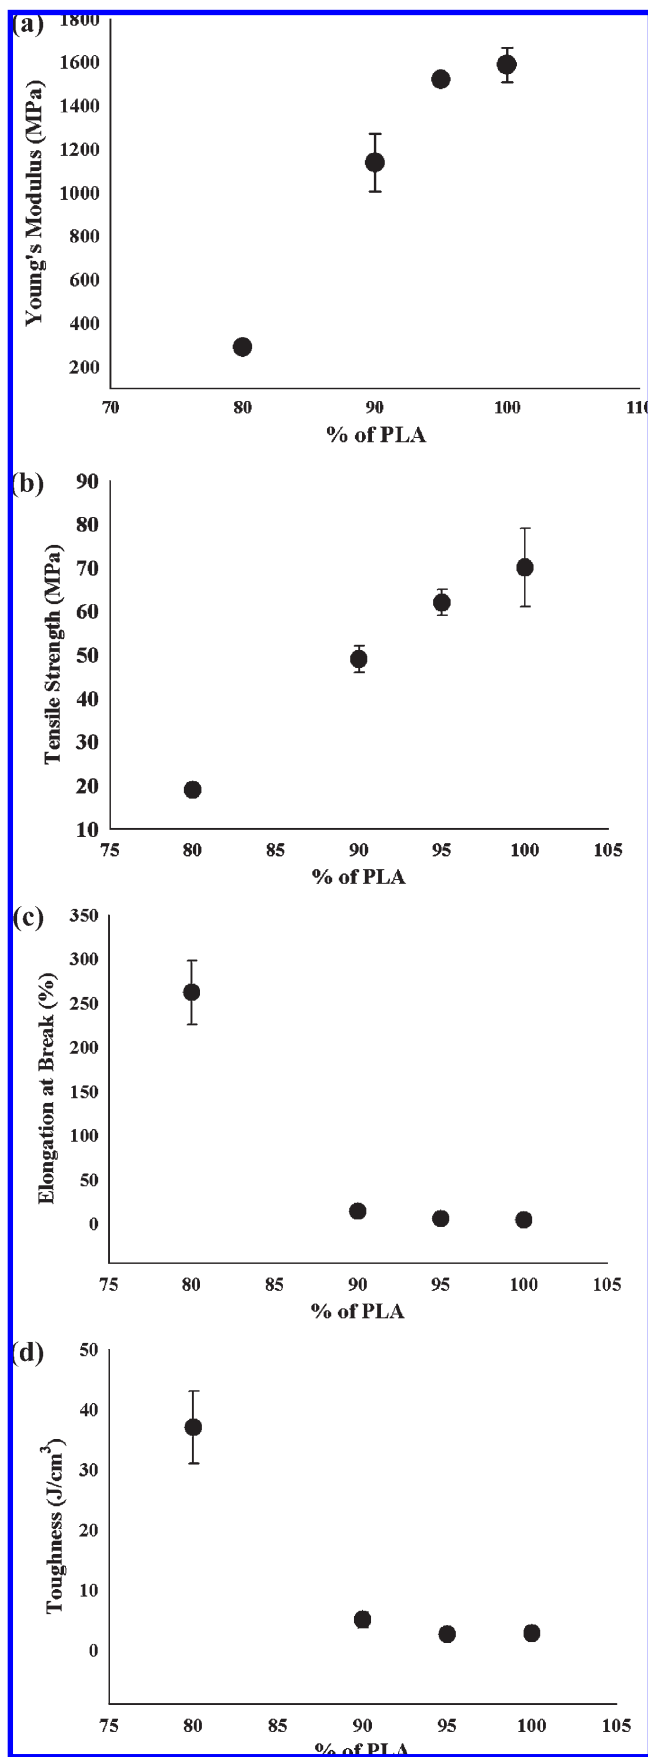 (a)
1800
1600
1400
1200
1000
800
600
400
200
Young's Modulus (MPa)
70 80 90 100 110
% of PLA
(b)
90
80
70
60
50
40
30
20
10
Tensile Strength (MPa)
75 80 85 90 95 100 105
% of PLA
(c)
350
300
250
200
150
100
50
0
Elongation at Break (%)
75 80 85 90 95 100 105
% of PLA
(d)
50
40
30
20
10
0
Toughness (J/cm³)
75 80 85 90 95 100 105
% of PLA